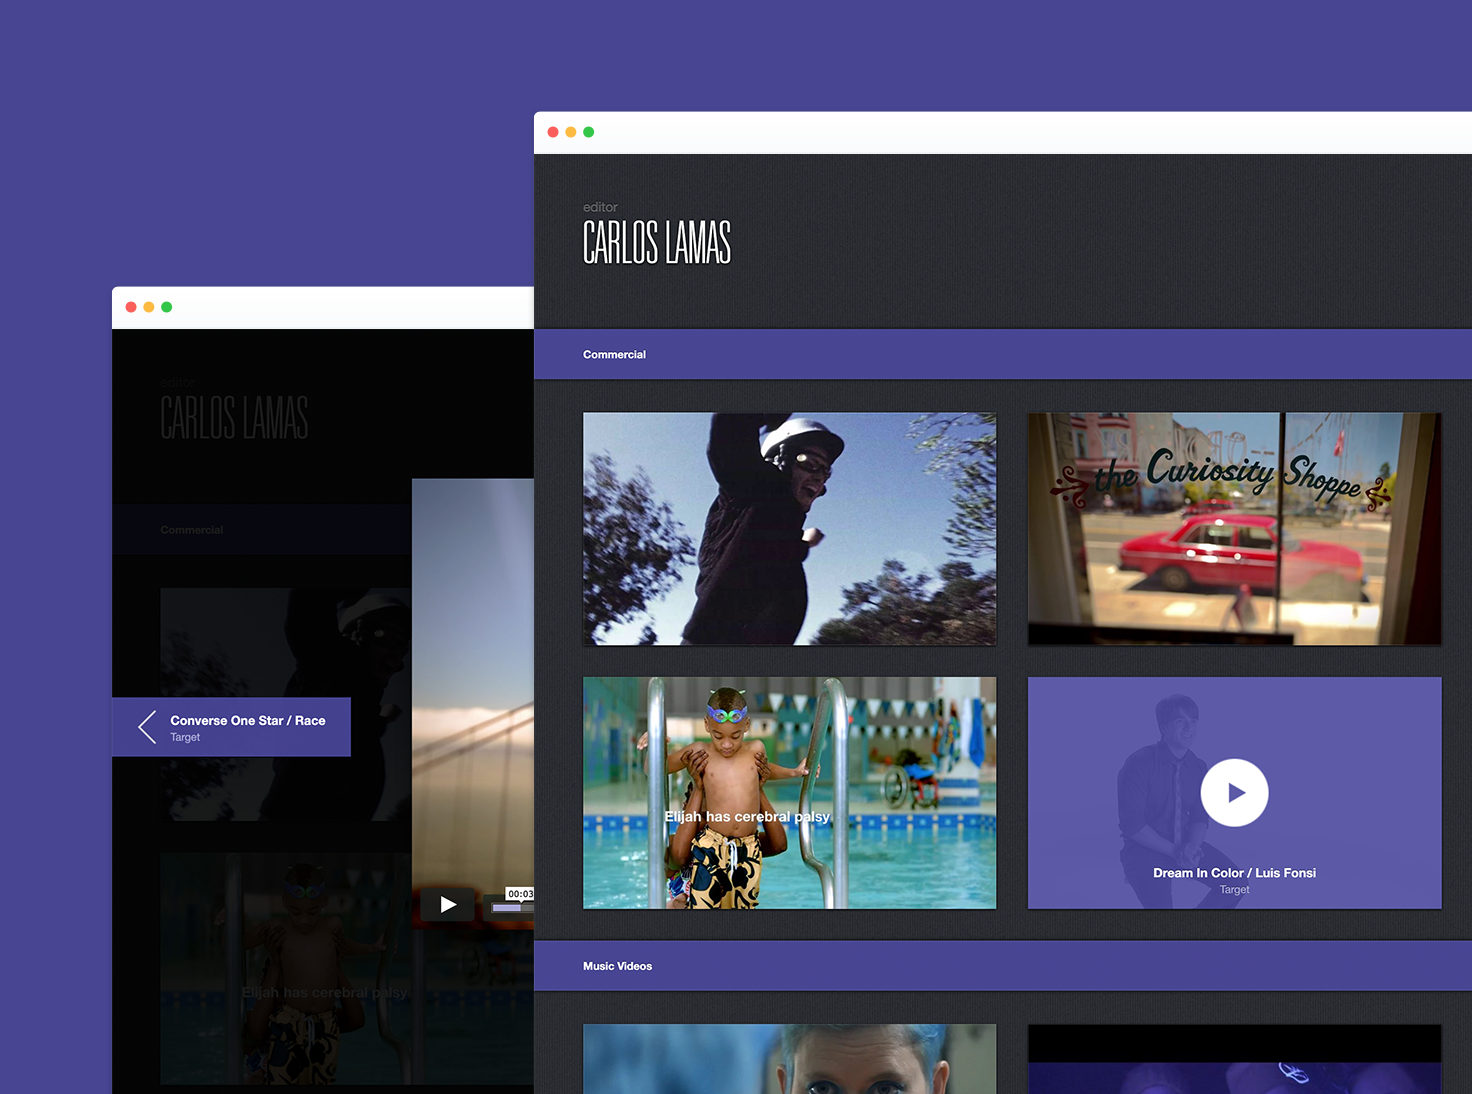 editor
CARLOS LAMAS
Commercial
the Curiosity Shoppe
Elijah has cerebral palsy
Dream In Color / Luis Fonsi
Target
Music Videos
editor
CARLOS LAMAS
Commercial
Converse One Star / Race
Target
00:03
Elijah has cerebral palsy